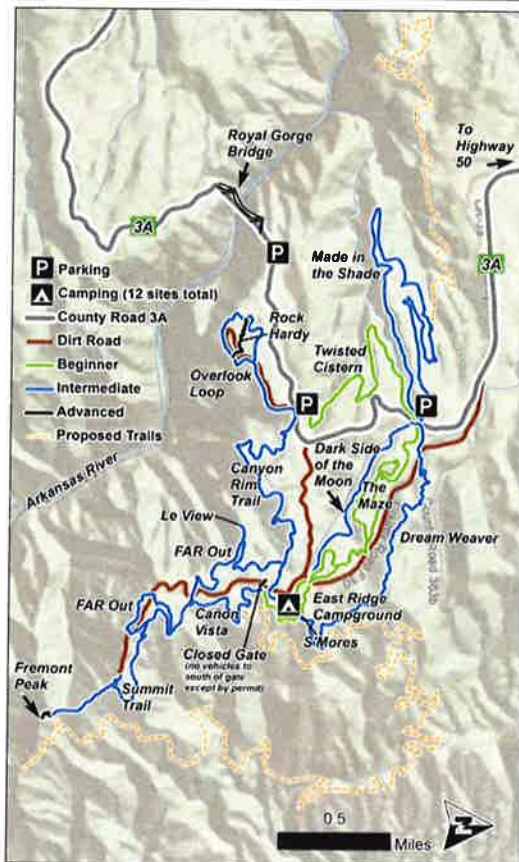 Royal Gorge
Bridge
To
Highway
50
3A
P
Made in
the Shade
3A
P Parking
Camping (12 sites total)
County Road 3A
Dirt Road
Beginner
Intermediate
Advanced
Proposed Trails
Rock
Hardy
Twisted
Cistern
Overlook
Loop
P
P
Dark Side
of the
Moon
The
Maze
Canyon
Rim
Trail
Arkansas River
Le View
FAR Out
Dream Weaver
FAR Out
Cañon
Vista
East Ridge
Campground
S'Mores
Closed Gate
(no vehicles to
south of gate
except by permit)
Fremont
Peak
Summit
Trail
0.5
Miles